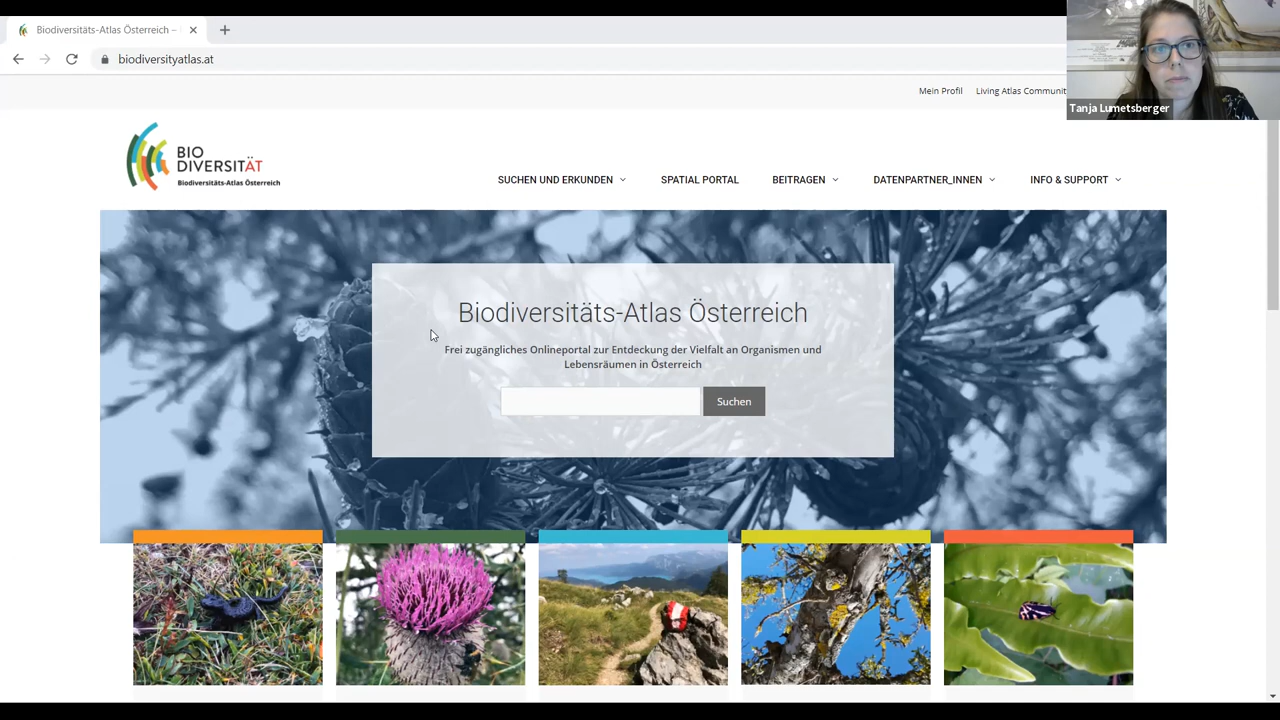 Biodiversitäts-Atlas Österreich –
biodiversityatlas.at
Tanja Lumetsberger
Mein Profil
Living Atlas Communit
BIO
DIVERSITÄT
Biodiversitäts-Atlas Österreich
SUCHEN UND ERKUNDEN
SPATIAL PORTAL
BEITRAGEN
DATENPARTNER_INNEN
INFO & SUPPORT
Biodiversitäts-Atlas Österreich
Frei zugängliches Onlineportal zur Entdeckung der Vielfalt an Organismen und
Lebensräumen in Österreich
Suchen